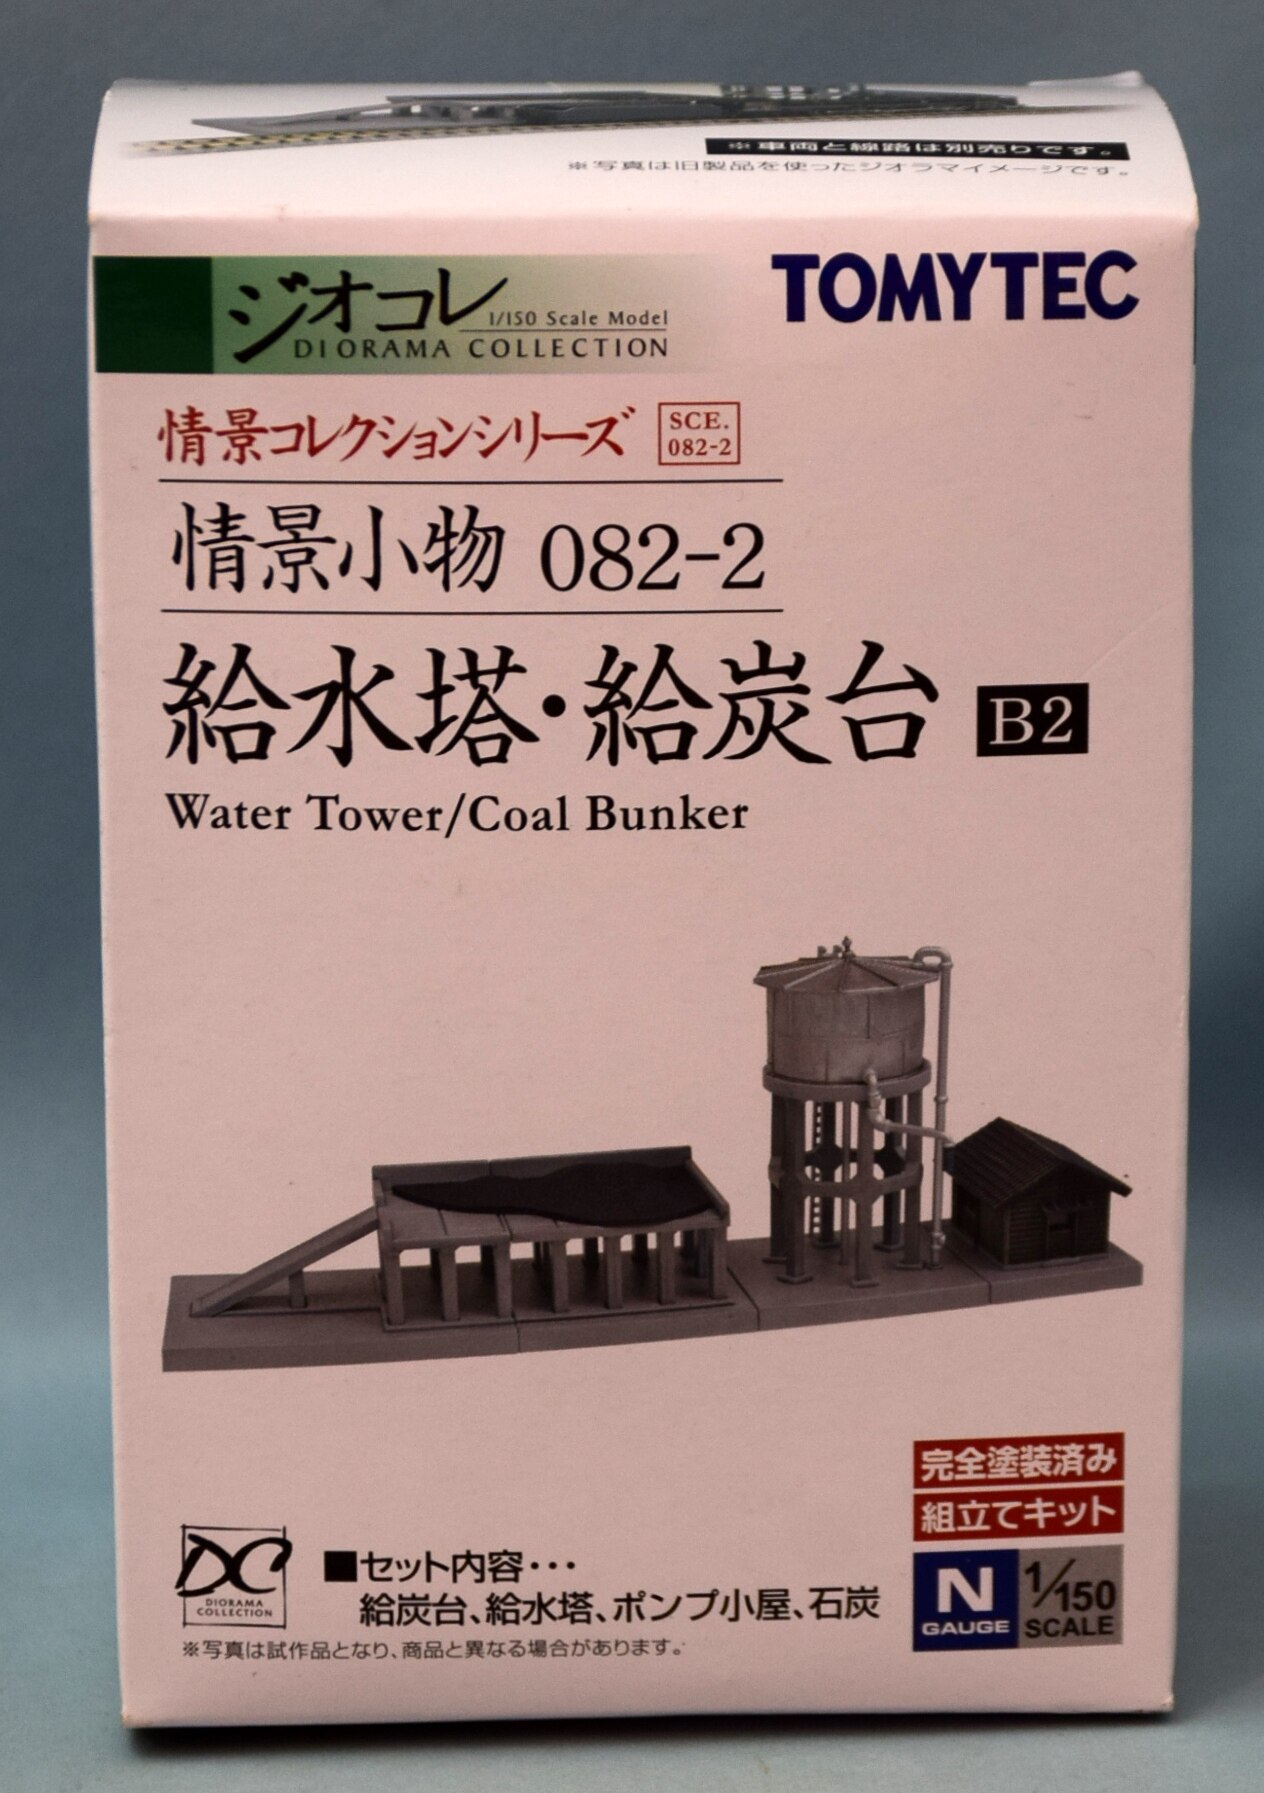 ※車両と線路は別売りです。
※写真は旧製品を使ったジオラマイメージです。
ジオコレ
1/150 Scale Model
DIORAMA COLLECTION
TOMYTEC
情景コレクションシリーズ
SCE.
082-2
情景小物 082-2
給水塔・給炭台 B2
Water Tower/Coal Bunker
完全塗装済み
組立てキット
DC
DIORAMA
COLLECTION
■セット内容・・・
給炭台、給水塔、ポンプ小屋、石炭
N
GAUGE
1/150
SCALE
※写真は試作品となり、商品と異なる場合があります。